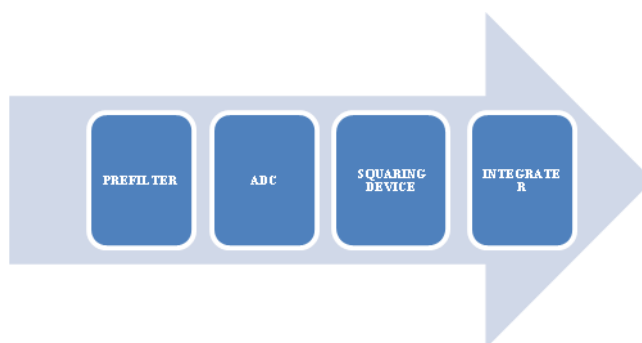 PREFILTER
ADC
SQUARING
DEVICE
INTEGRATE
R